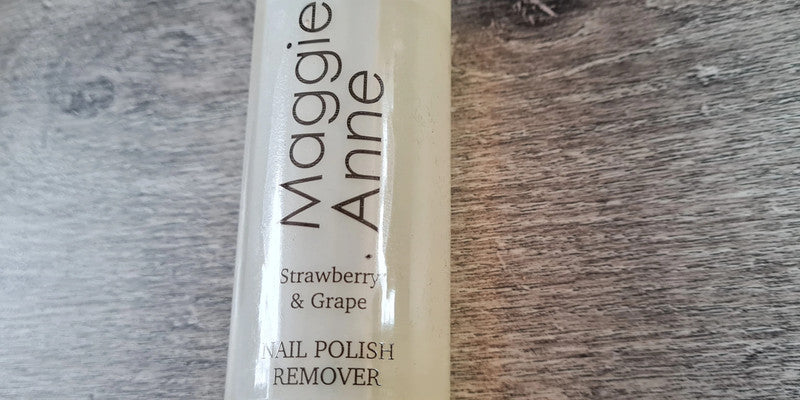 Maggie
Anne
Strawberry
& Grape
NAIL POLISH
REMOVER